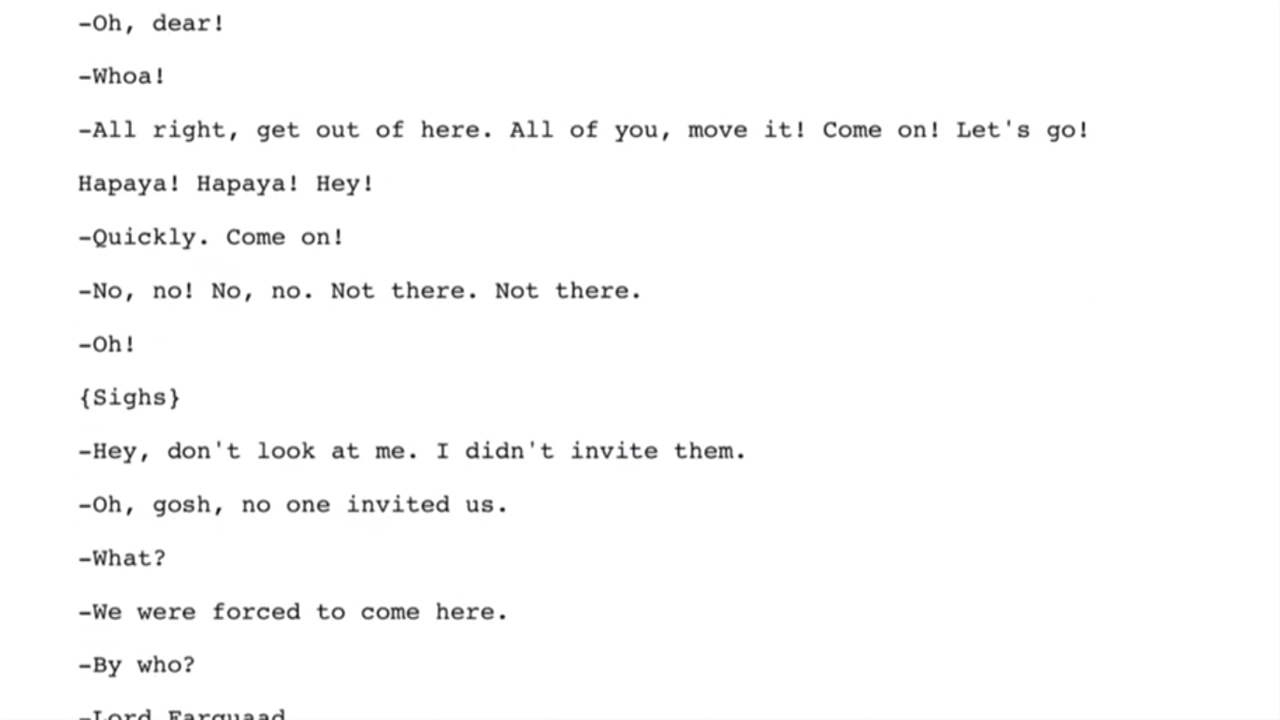 -Oh, dear!
-Whoa!
-All right, get out of here. All of you, move it! Come on! Let's go!
Hapaya! Hapaya! Hey!
-Quickly. Come on!
-No, no! No, no. Not there. Not there.
-Oh!
{Sighs}
-Hey, don't look at me. I didn't invite them.
-Oh, gosh, no one invited us.
-What?
-We were forced to come here.
-By who?
-Lord Farquaad